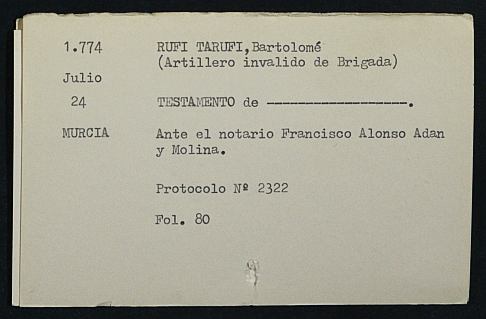 1.774 RUFI TARUFI,Bartolomé
(Artillero invalido de Brigada)
Julio
24 TESTAMENTO de -------------------.
MURCIA Ante el notario Francisco Alonso Adan
y Molina.
Protocolo Nº 2322
Fol. 80